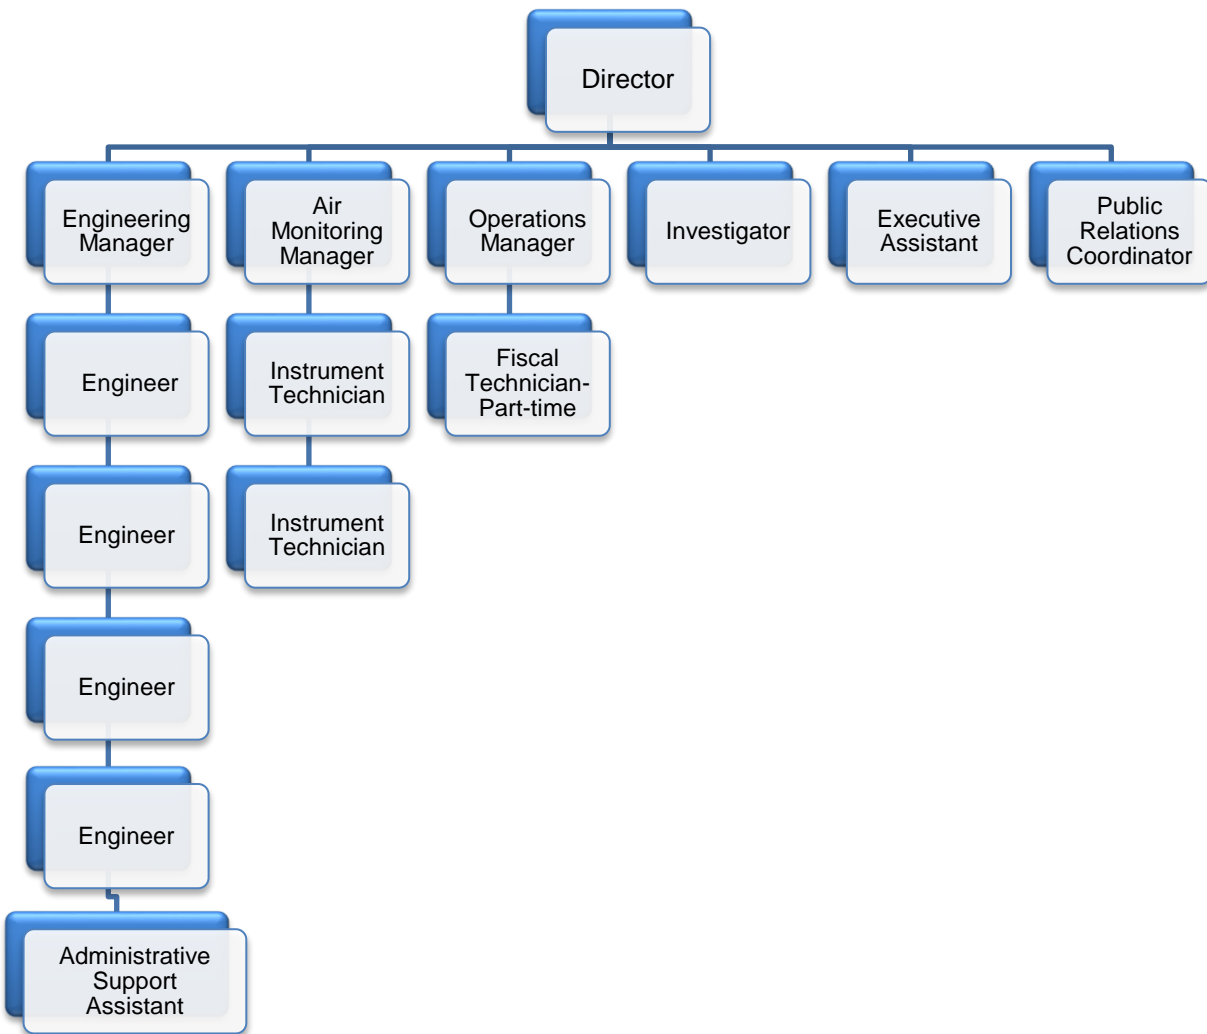 Director
Engineering
Manager
Air
Monitoring
Manager
Operations
Manager
Investigator
Executive
Assistant
Public
Relations
Coordinator
Engineer
Instrument
Technician
Fiscal
Technician-
Part-time
Engineer
Instrument
Technician
Engineer
Engineer
Administrative
Support
Assistant